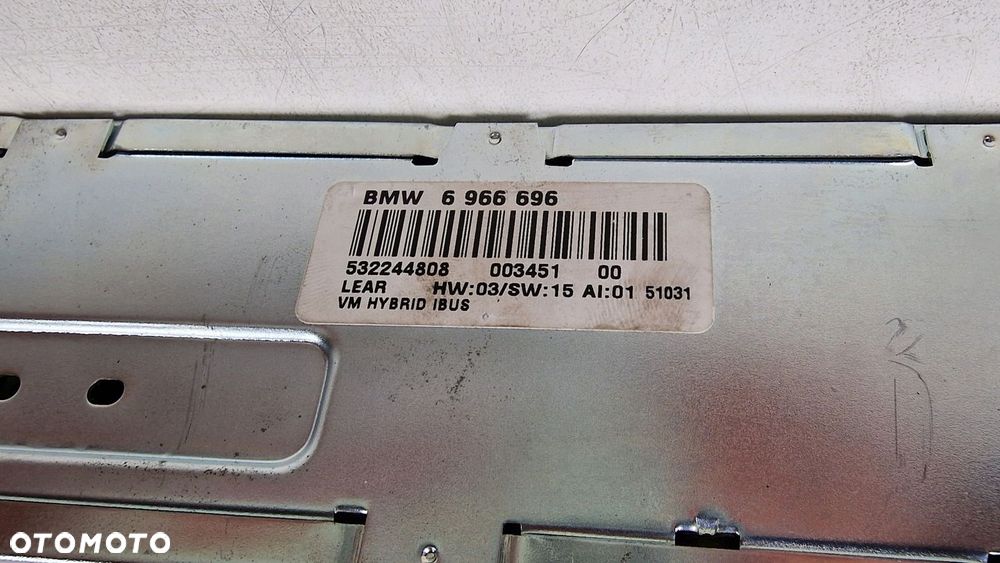 BMW 6 966 696
532244808 003451 00
LEAR HW:03/SW:15 AI:01 51031
VM HYBRID IBUS
OTOMOTO